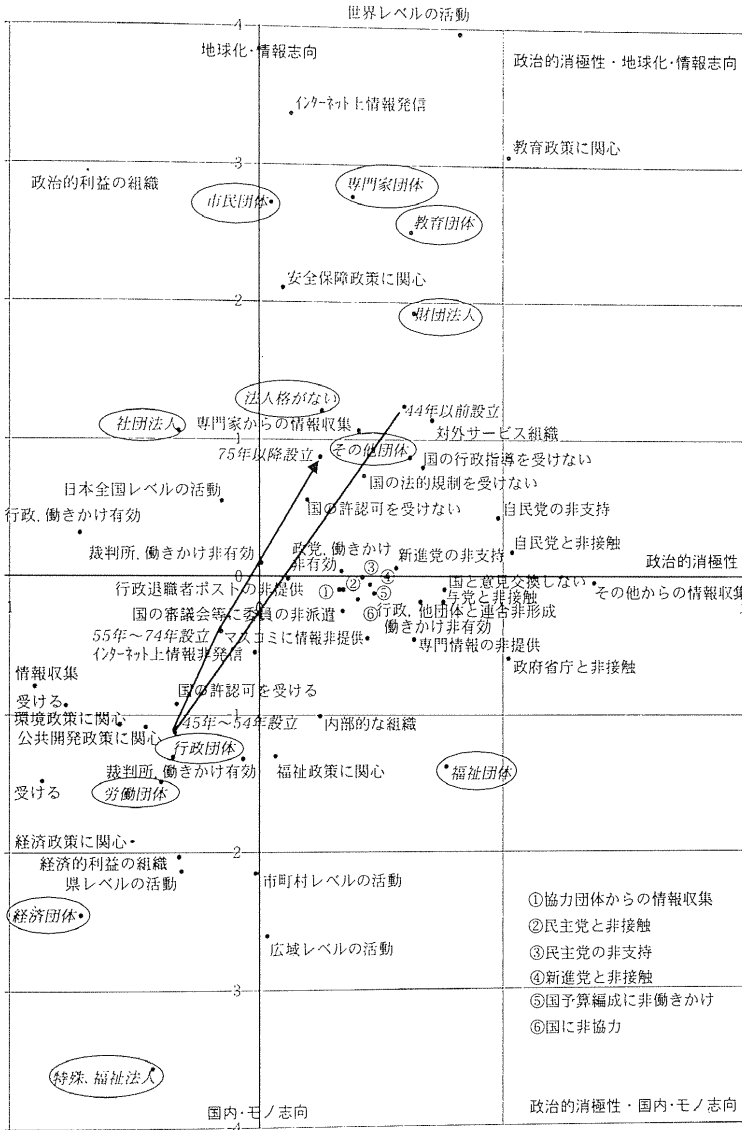 4
世界レベルの活動
地球化・情報志向
政治的消極性・地球化・情報志向
インターネット上情報発信
教育政策に関心
3
政治的利益の組織
専門家団体
市民団体
教育団体
安全保障政策に関心
2
財団法人
法人格がない
44年以前設立
社団法人
専門家からの情報収集
対外サービス組織
1
75年以降設立
その他団体
国の行政指導を受けない
国の法的規制を受けない
日本全国レベルの活動
国の許認可を受けない
自民党の非支持
行政,働きかけ有効
裁判所,働きかけ非有効
政党,働きかけ
非有効
③
新進党の非支持
自民党と非接触
政治的消極性
0
②
④
国と意見交換しない
行政退職者ポストの非提供
①
⑤
与党と非接触
その他からの情報収集
1
国の審議会等に委員の非派遣
⑥
行政,他団体と連合非形成
働きかけ非有効
55年～74年設立
マスコミに情報非提供
専門情報の非提供
インターネット上情報非発信
政府省庁と非接触
情報収集
受ける
国の許認可を受ける
環境政策に関心
1
45年～54年設立
内部的な組織
公共開発政策に関心
行政団体
裁判所,働きかけ有効
福祉政策に関心
福祉団体
受ける
労働団体
経済政策に関心
2
経済的利益の組織
県レベルの活動
市町村レベルの活動
経済団体
広域レベルの活動
①協力団体からの情報収集
②民主党と非接触
③民主党の非支持
④新進党と非接触
⑤国予算編成に非働きかけ
⑥国に非協力
3
特殊,福祉法人
国内・モノ志向
政治的消極性・国内・モノ志向
4